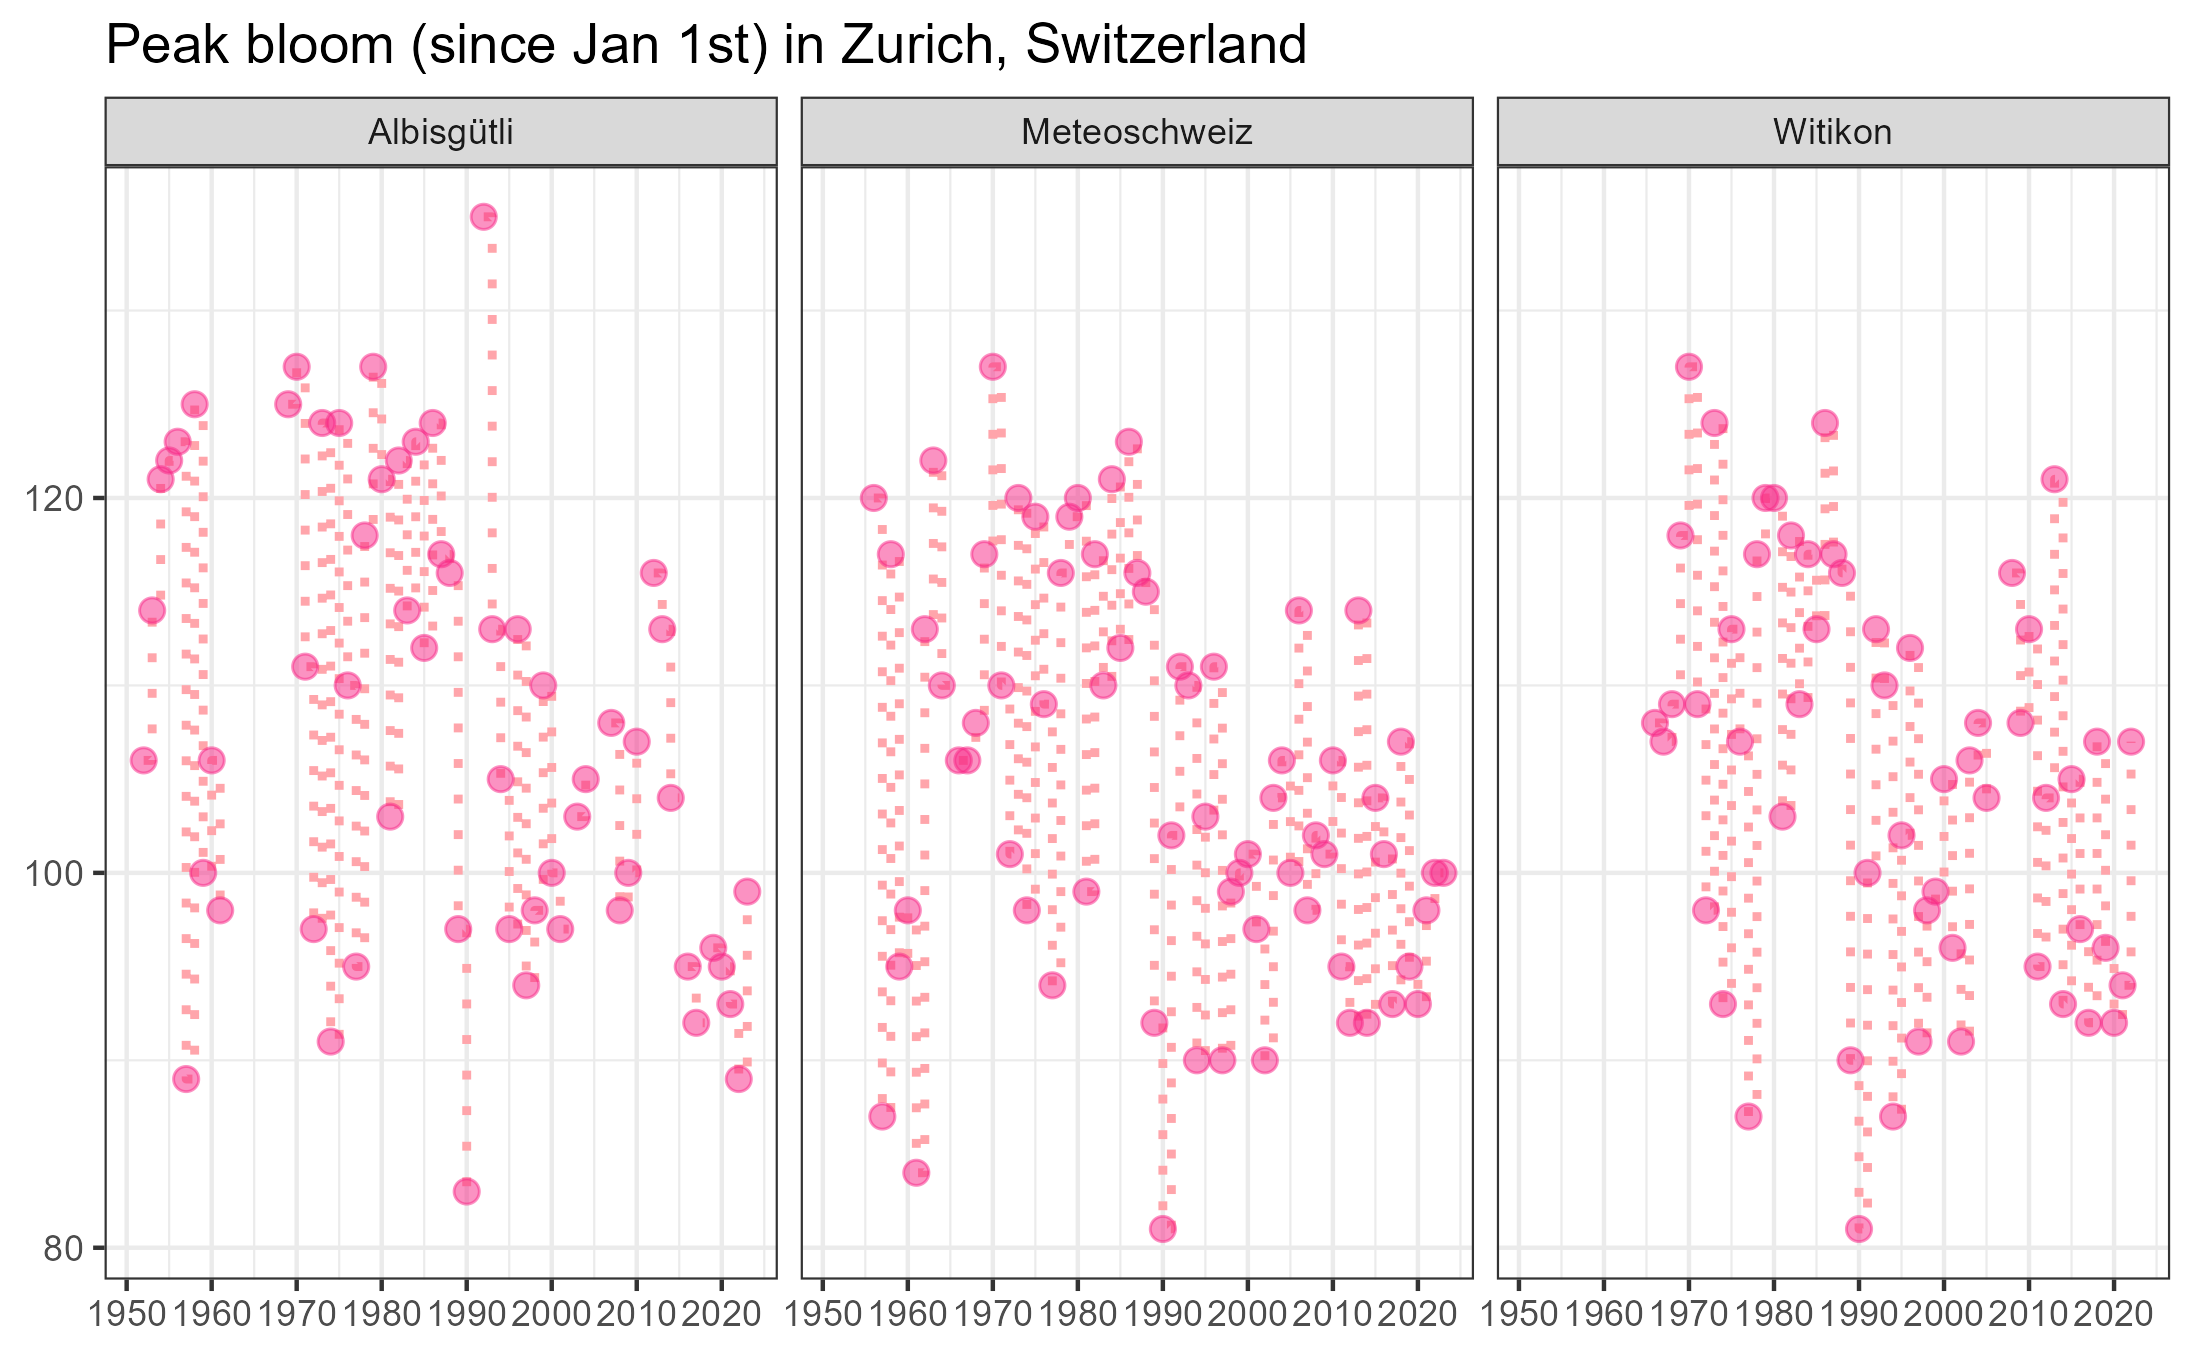 Peak bloom (since Jan 1st) in Zurich, Switzerland
Albisgütli Meteoschweiz Witikon
120
100
80
1950 1960 1970 1980 1990 2000 2010 2020 1950 1960 1970 1980 1990 2000 2010 2020 1950 1960 1970 1980 1990 2000 2010 2020